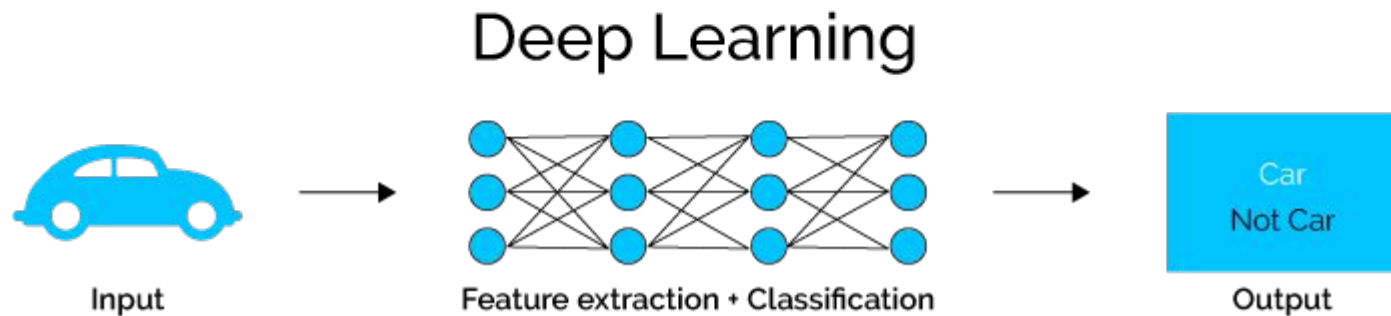 Deep Learning
Car
Not Car
Input
Feature extraction + Classification
Output